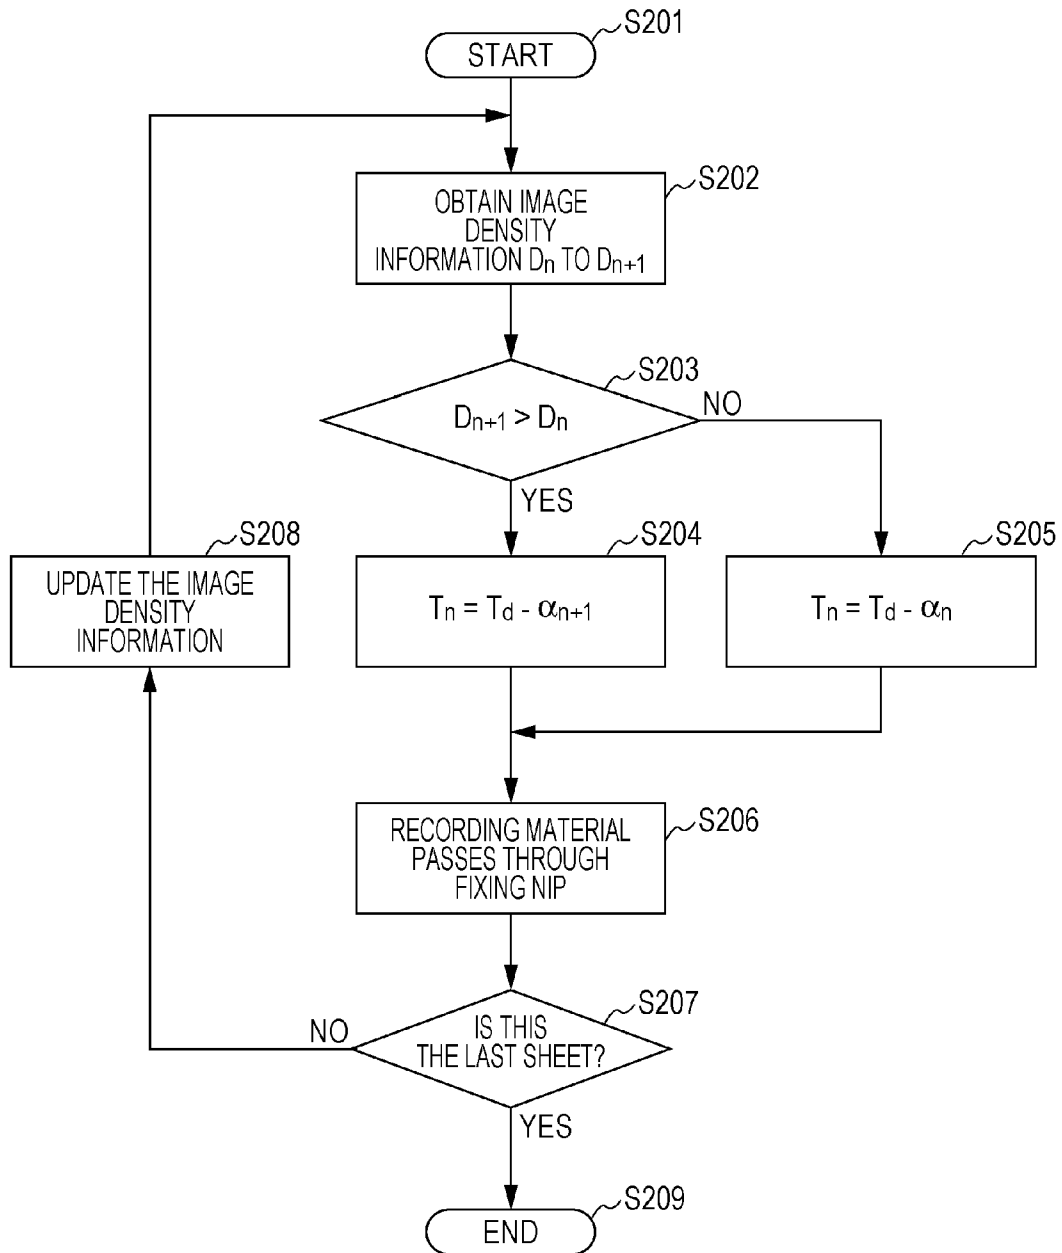 S201
START
S202
OBTAIN IMAGE
DENSITY
INFORMATION Dn TO Dn+1
S203
Dn+1 > Dn
NO
YES
S208
UPDATE THE IMAGE
DENSITY
INFORMATION
S204
Tn = Td - αn+1
S205
Tn = Td - αn
S206
RECORDING MATERIAL
PASSES THROUGH
FIXING NIP
S207
IS THIS
THE LAST SHEET?
NO
YES
S209
END